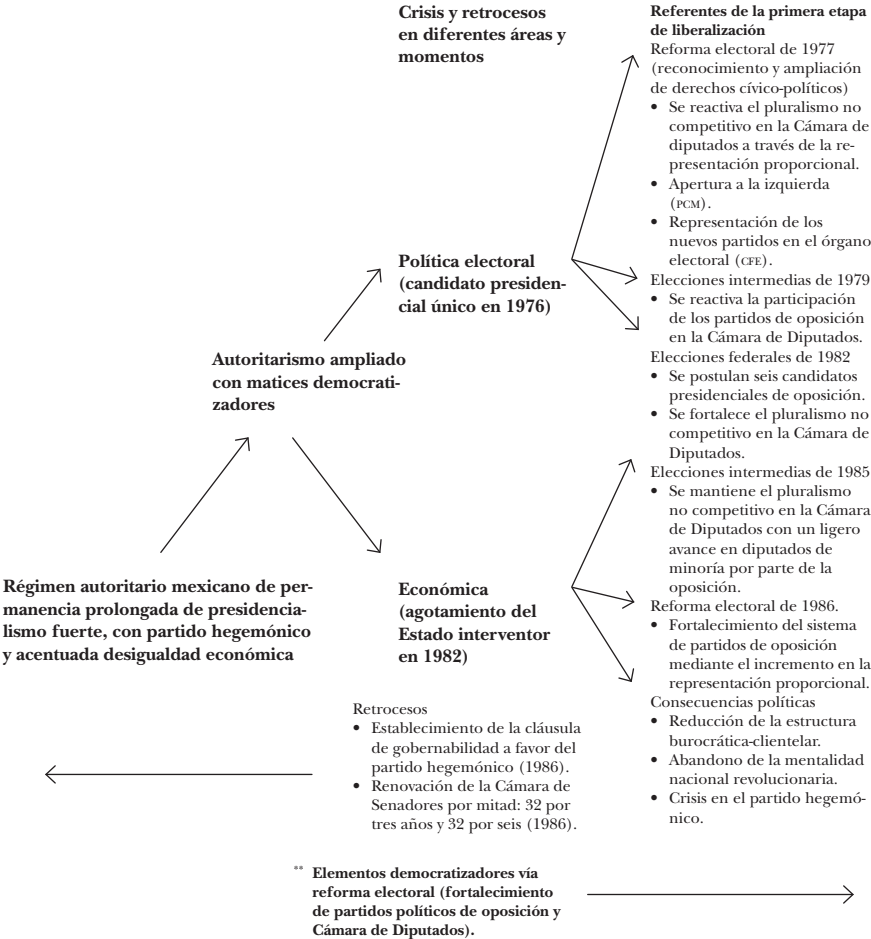 Crisis y retrocesos
en diferentes áreas y
momentos
Referentes de la primera etapa
de liberalización
Reforma electoral de 1977
(reconocimiento y ampliación
de derechos cívico-políticos)
• Se reactiva el pluralismo no
competitivo en la Cámara de
diputados a través de la re-
presentación proporcional.
• Apertura a la izquierda
(PCM).
• Representación de los
nuevos partidos en el órgano
electoral (CFE).
Elecciones intermedias de 1979
• Se reactiva la participación
de los partidos de oposición
en la Cámara de Diputados.
Elecciones federales de 1982
• Se postulan seis candidatos
presidenciales de oposición.
• Se fortalece el pluralismo no
competitivo en la Cámara de
Diputados.
Elecciones intermedias de 1985
• Se mantiene el pluralismo
no competitivo en la Cámara
de Diputados con un ligero
avance en diputados de
minoría por parte de la
oposición.
Reforma electoral de 1986.
• Fortalecimiento del sistema
de partidos de oposición
mediante el incremento en la
representación proporcional.
Consecuencias políticas
• Reducción de la estructura
burocrática-clientelar.
• Abandono de la mentalidad
nacional revolucionaria.
• Crisis en el partido hegemó-
nico.
Política electoral
(candidato presiden-
cial único en 1976)
Autoritarismo ampliado
con matices democrati-
zadores
Régimen autoritario mexicano de per-
manencia prolongada de presidencia-
lismo fuerte, con partido hegemónico
y acentuada desigualdad económica
Económica
(agotamiento del
Estado interventor
en 1982)
Retrocesos
• Establecimiento de la cláusula
de gobernabilidad a favor del
partido hegemónico (1986).
• Renovación de la Cámara de
Senadores por mitad: 32 por
tres años y 32 por seis (1986).
** Elementos democratizadores vía
reforma electoral (fortalecimiento
de partidos políticos de oposición y
Cámara de Diputados).